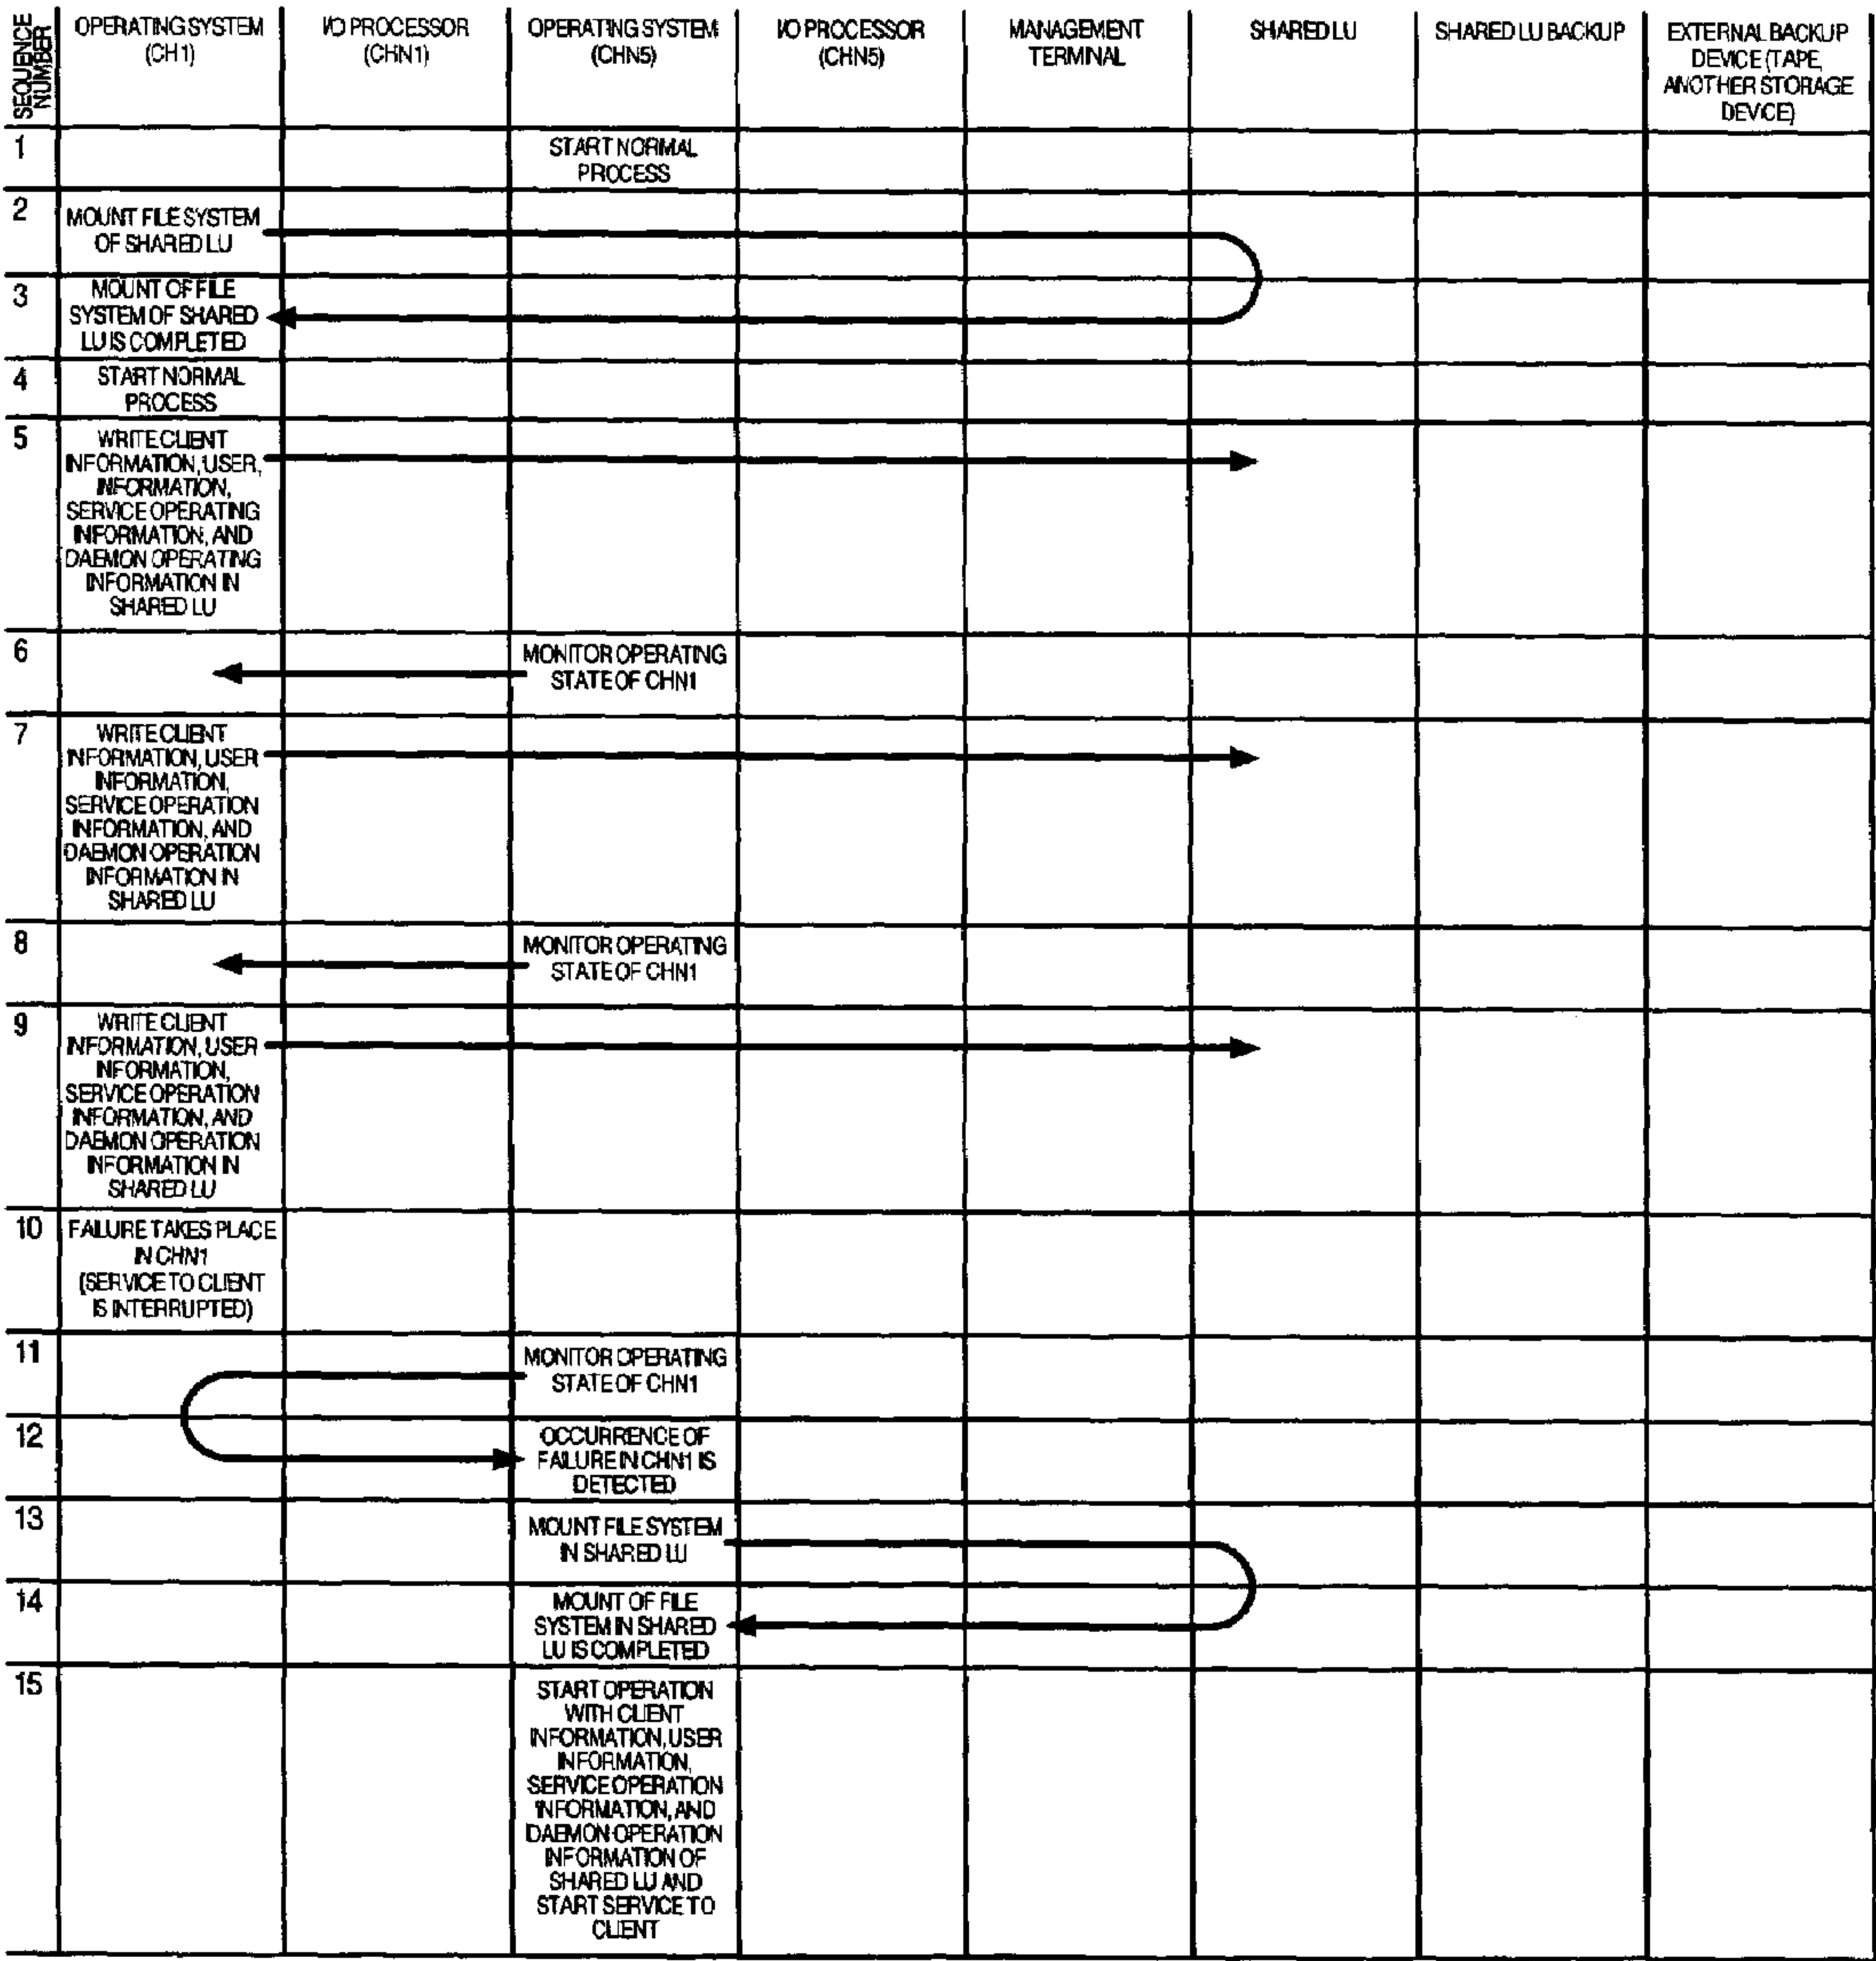 SEQUENCE
NUMBER
OPERATING SYSTEM
(CH1)
I/O PROCESSOR
(CHN1)
OPERATING SYSTEM
(CHN5)
I/O PROCESSOR
(CHN5)
MANAGEMENT
TERMINAL
SHARED LU
SHARED LU BACKUP
EXTERNAL BACKUP
DEVICE (TAPE,
ANOTHER STORAGE
DEVICE)
1
START NORMAL
PROCESS
2
MOUNT FILE SYSTEM
OF SHARED LU
3
MOUNT OF FILE
SYSTEM OF SHARED
LU IS COMPLETED
4
START NORMAL
PROCESS
5
WRITE CLIENT
INFORMATION, USER,
INFORMATION,
SERVICE OPERATING
INFORMATION, AND
DAEMON OPERATING
INFORMATION IN
SHARED LU
6
MONITOR OPERATING
STATE OF CHN1
7
WRITE CLIENT
INFORMATION, USER
INFORMATION,
SERVICE OPERATION
INFORMATION, AND
DAEMON OPERATION
INFORMATION IN
SHARED LU
8
MONITOR OPERATING
STATE OF CHN1
9
WRITE CLIENT
INFORMATION, USER
INFORMATION,
SERVICE OPERATION
INFORMATION, AND
DAEMON OPERATION
INFORMATION IN
SHARED LU
10
FAILURE TAKES PLACE
IN CHN1
(SERVICE TO CLIENT
IS INTERRUPTED)
11
MONITOR OPERATING
STATE OF CHN1
12
OCCURRENCE OF
FAILURE IN CHN1 IS
DETECTED
13
MOUNT FILE SYSTEM
IN SHARED LU
14
MOUNT OF FILE
SYSTEM IN SHARED
LU IS COMPLETED
15
START OPERATION
WITH CLIENT
INFORMATION, USER
INFORMATION,
SERVICE OPERATION
INFORMATION, AND
DAEMON OPERATION
INFORMATION OF
SHARED LU AND
START SERVICE TO
CLIENT